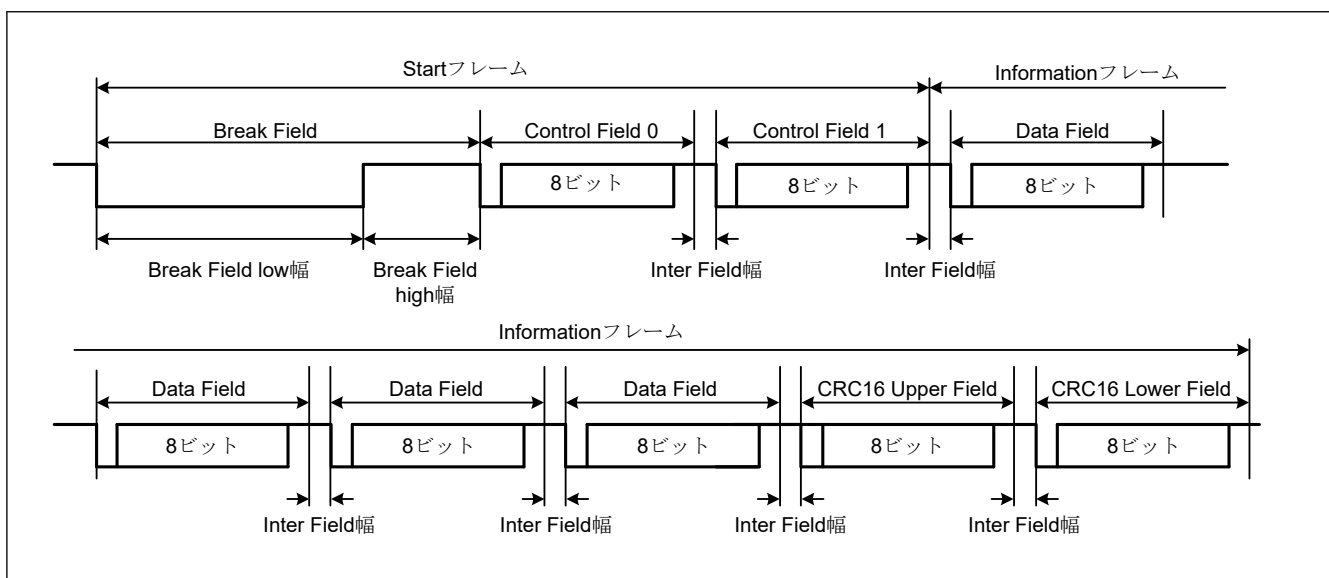 Startフレーム
Informationフレーム
Break Field
Control Field 0
Control Field 1
Data Field
8ビット
8ビット
8ビット
Break Field low幅
Break Field
high幅
Inter Field幅
Inter Field幅
Informationフレーム
Data Field
Data Field
Data Field
CRC16 Upper Field
CRC16 Lower Field
8ビット
8ビット
8ビット
8ビット
8ビット
Inter Field幅
Inter Field幅
Inter Field幅
Inter Field幅